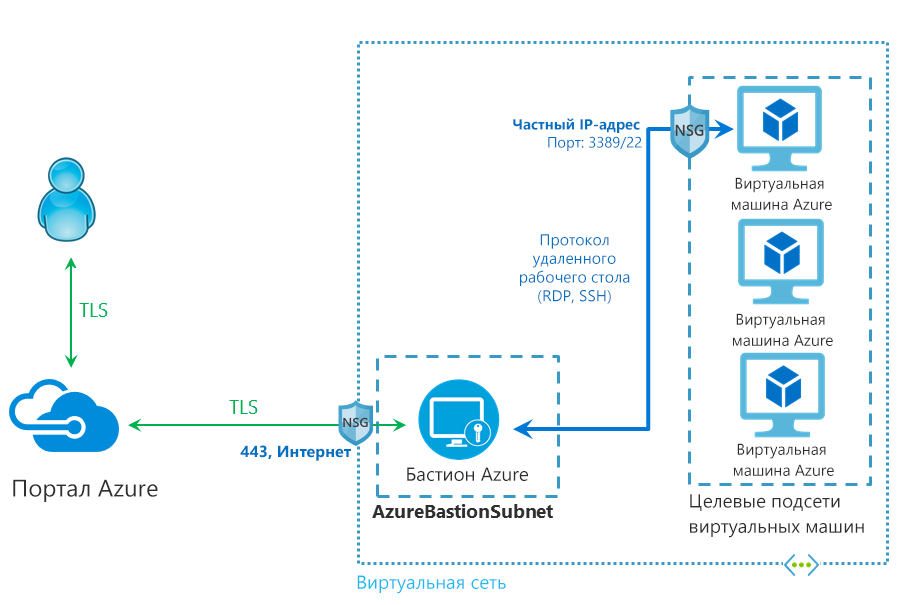 Частный IP-адрес
Порт: 3389/22
NSG
Виртуальная
машина Azure
Протокол
удаленного
рабочего стола
(RDP, SSH)
Виртуальная
машина Azure
TLS
TLS
NSG
443, Интернет
Бастион Azure
AzureBastionSubnet
Виртуальная
машина Azure
Портал Azure
Целевые подсети
виртуальных машин
Виртуальная сеть